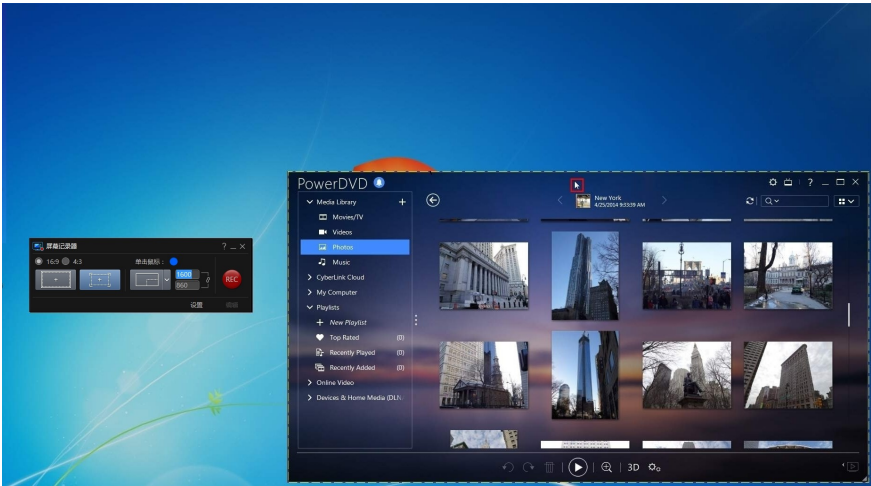 屏幕记录器
16:9 4:3
单击鼠标：
1600
860
REC
设置
PowerDVD
Media Library
Movies/TV
Videos
Photos
Music
CyberLink Cloud
My Computer
Playlists
New Playlist
Top Rated (0)
Recently Played (0)
Recently Added (0)
Online Video
Devices & Home Media (DLN
New York
4/25/2014 9:33:39 AM
3D